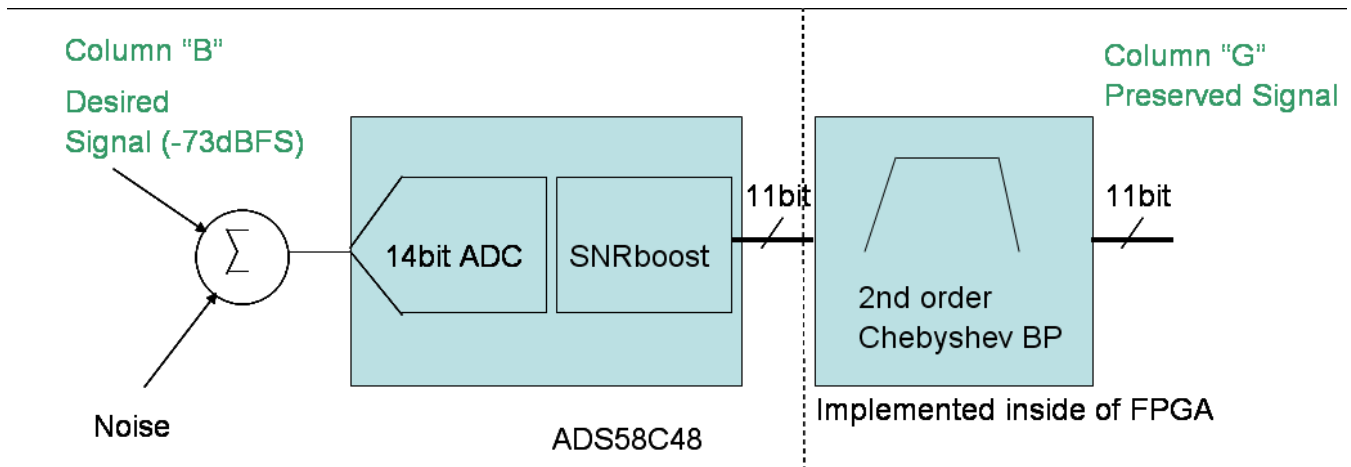 Column "B"
Desired
Signal (-73dBFS)
Σ
Noise
14bit ADC
SNRboost
ADS58C48
11bit
2nd order
Chebyshev BP
Implemented inside of FPGA
Column "G"
Preserved Signal
11bit